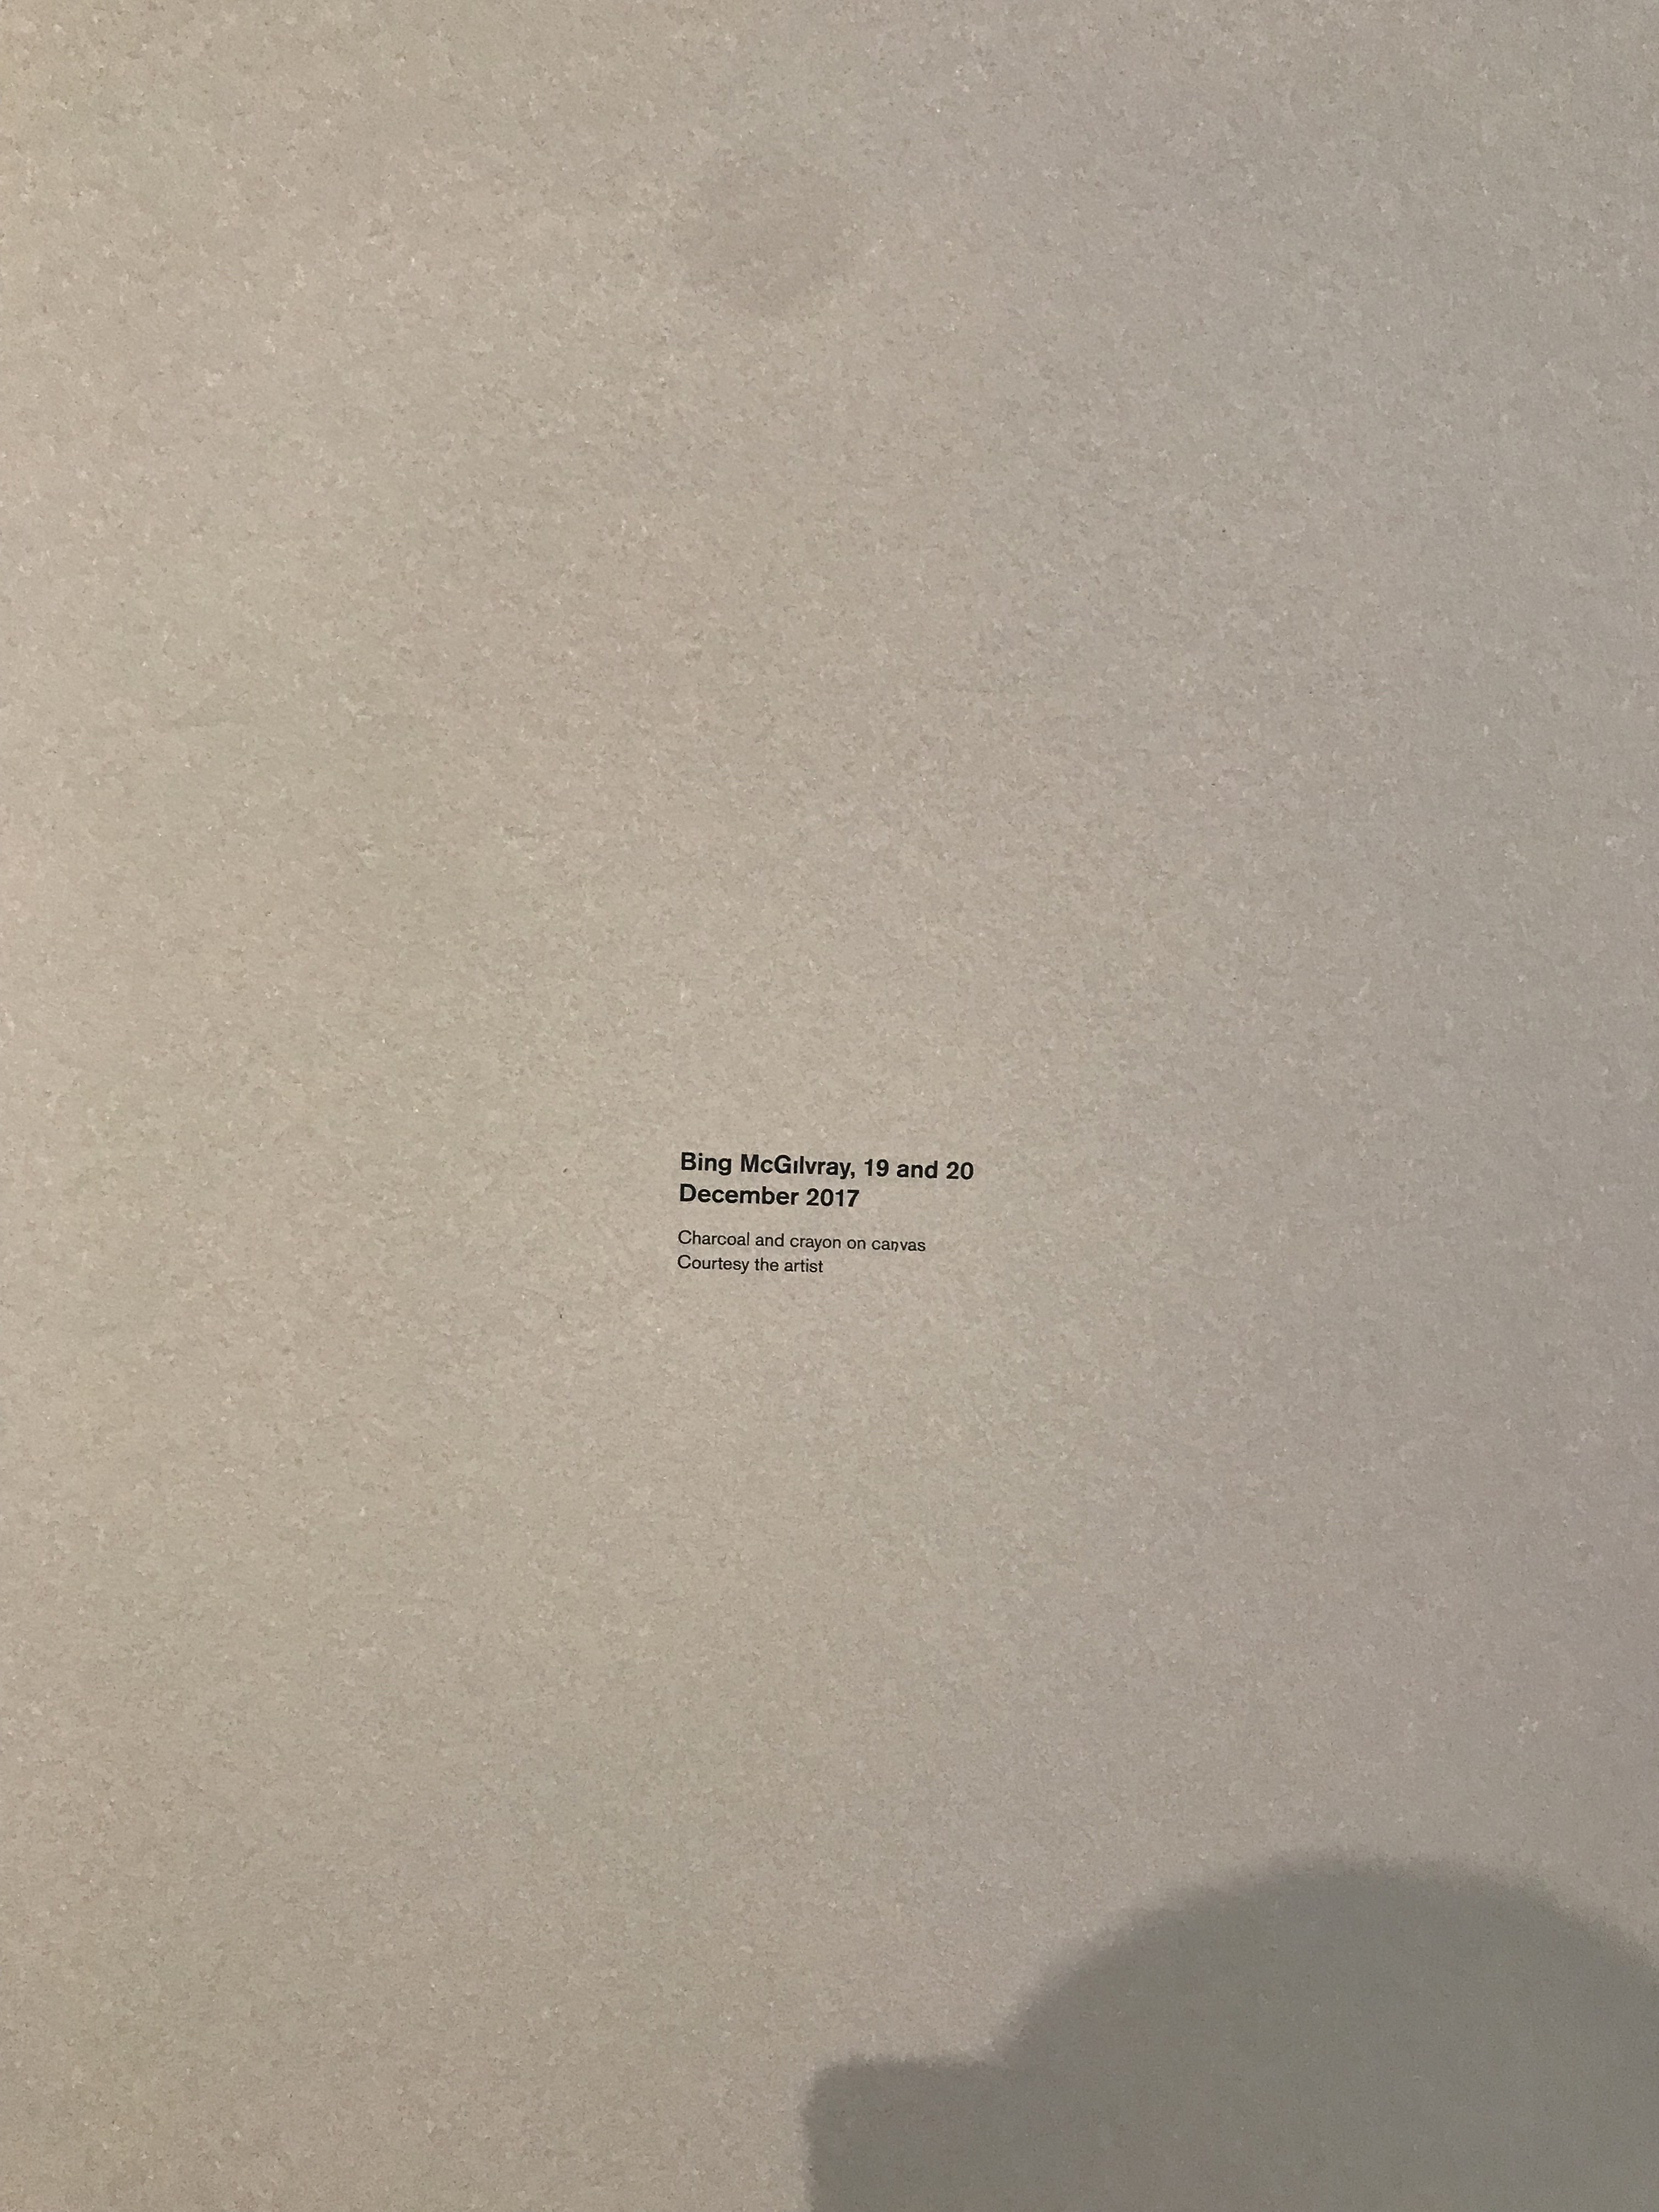 Bing McGilvray, 19 and 20
December 2017
Charcoal and crayon on canvas
Courtesy the artist